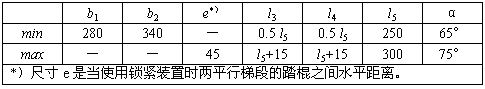 b1 b2 e*) l3 l4 l5 α
min 280 340 — 0.5 l5 0.5 l5 250 65°
max — — 45 l5+15 l5+15 300 75°
*) 尺寸 e 是当使用锁紧装置时两平行梯段的踏棍之间水平距离。